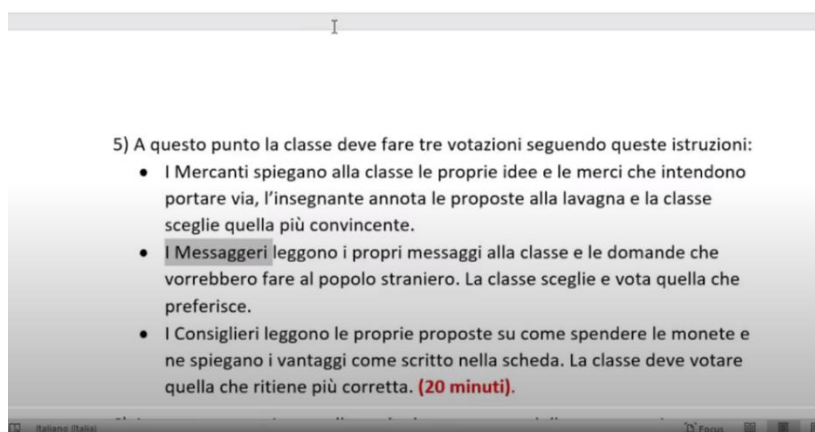 5) A questo punto la classe deve fare tre votazioni seguendo queste istruzioni:
• I Mercanti spiegano alla classe le proprie idee e le merci che intendono
portare via, l'insegnante annota le proposte alla lavagna e la classe
sceglie quella più convincente.
• I Messaggeri leggono i propri messaggi alla classe e le domande che
vorrebbero fare al popolo straniero. La classe sceglie e vota quella che
preferisce.
• I Consiglieri leggono le proprie proposte su come spendere le monete e
ne spiegano i vantaggi come scritto nella scheda. La classe deve votare
quella che ritiene più corretta. (20 minuti).
Italiano (Italia) Focus